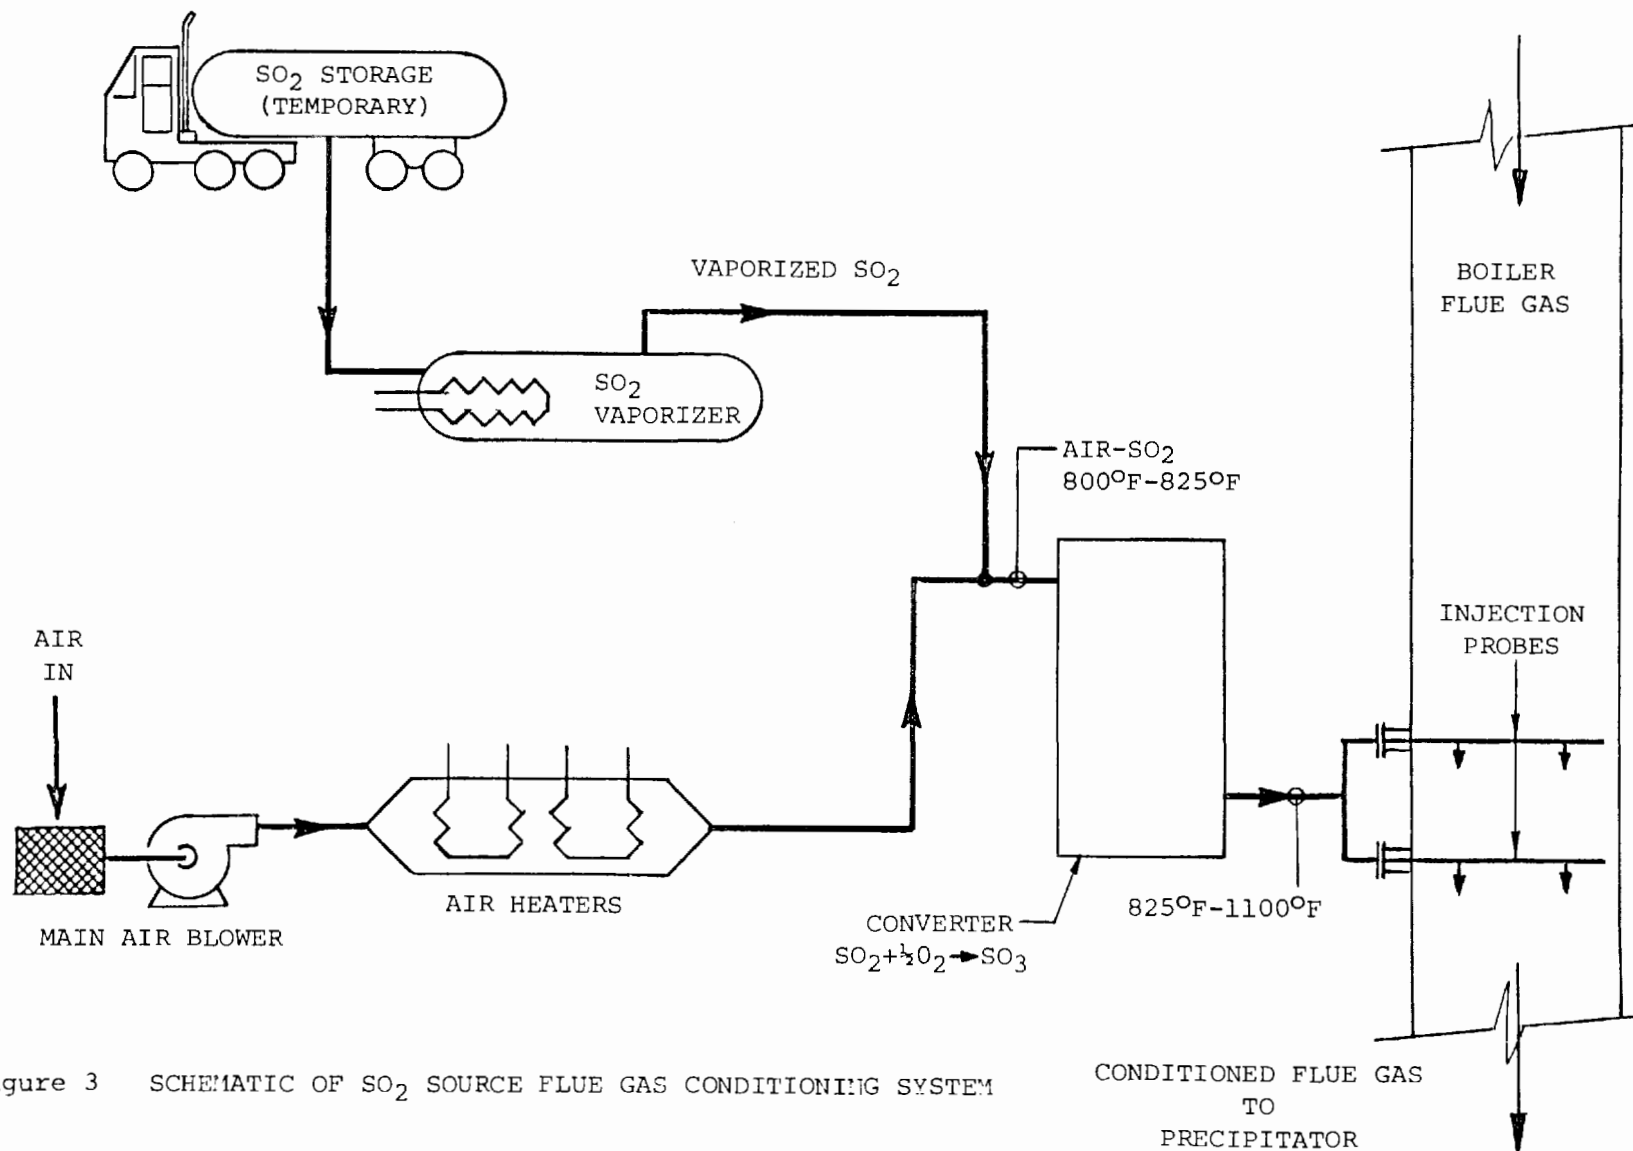 SO₂ STORAGE
(TEMPORARY)
VAPORIZED SO₂
BOILER
FLUE GAS
SO₂
VAPORIZER
AIR-SO₂
800°F-825°F
INJECTION
PROBES
AIR
IN
AIR HEATERS
MAIN AIR BLOWER
825°F-1100°F
CONVERTER
SO₂+½O₂→SO₃
gure 3 SCHEMATIC OF SO₂ SOURCE FLUE GAS CONDITIONING SYSTEM
CONDITIONED FLUE GAS
TO
PRECIPITATOR